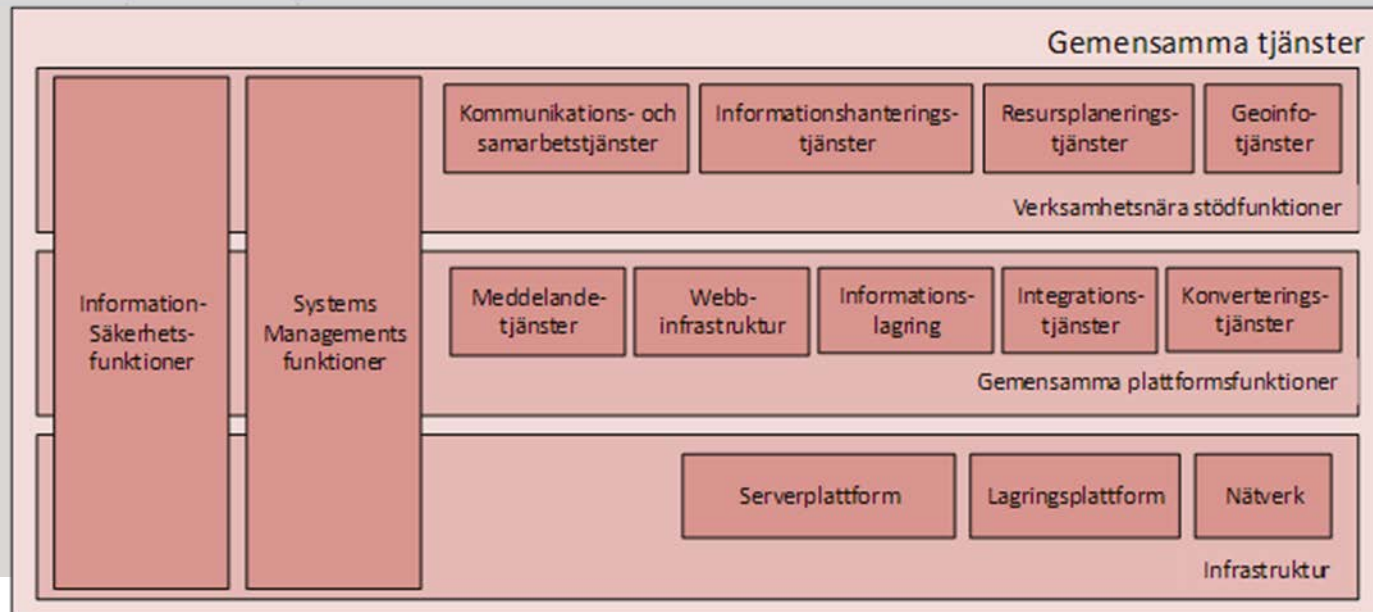 Gemensamma tjänster
Kommunikations- och
samarbetstjänster
Informationshanterings-
tjänster
Resursplanerings-
tjänster
Geoinfo-
tjänster
Verksamhetsnära stödfunktioner
Information-
Säkerhets-
funktioner
Systems
Managements
funktioner
Meddelande-
tjänster
Webb-
infrastruktur
Informations-
lagring
Integrations-
tjänster
Konverterings-
tjänster
Gemensamma plattformsfunktioner
Serverplattform
Lagringsplattform
Nätverk
Infrastruktur